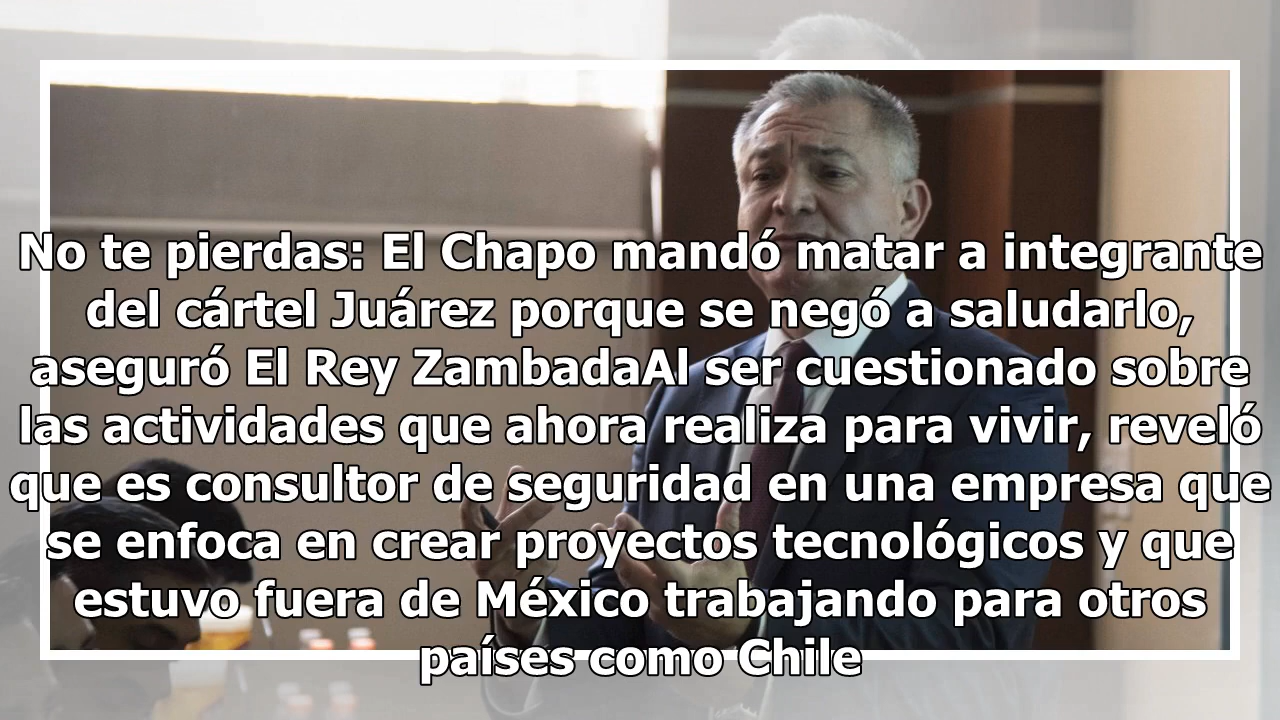 No te pierdas: El Chapo mandó matar a integrante
del cártel Juárez porque se negó a saludarlo,
aseguró El Rey ZambadaAl ser cuestionado sobre
las actividades que ahora realiza para vivir, reveló
que es consultor de seguridad en una empresa que
se enfoca en crear proyectos tecnológicos y que
estuvo fuera de México trabajando para otros
países como Chile